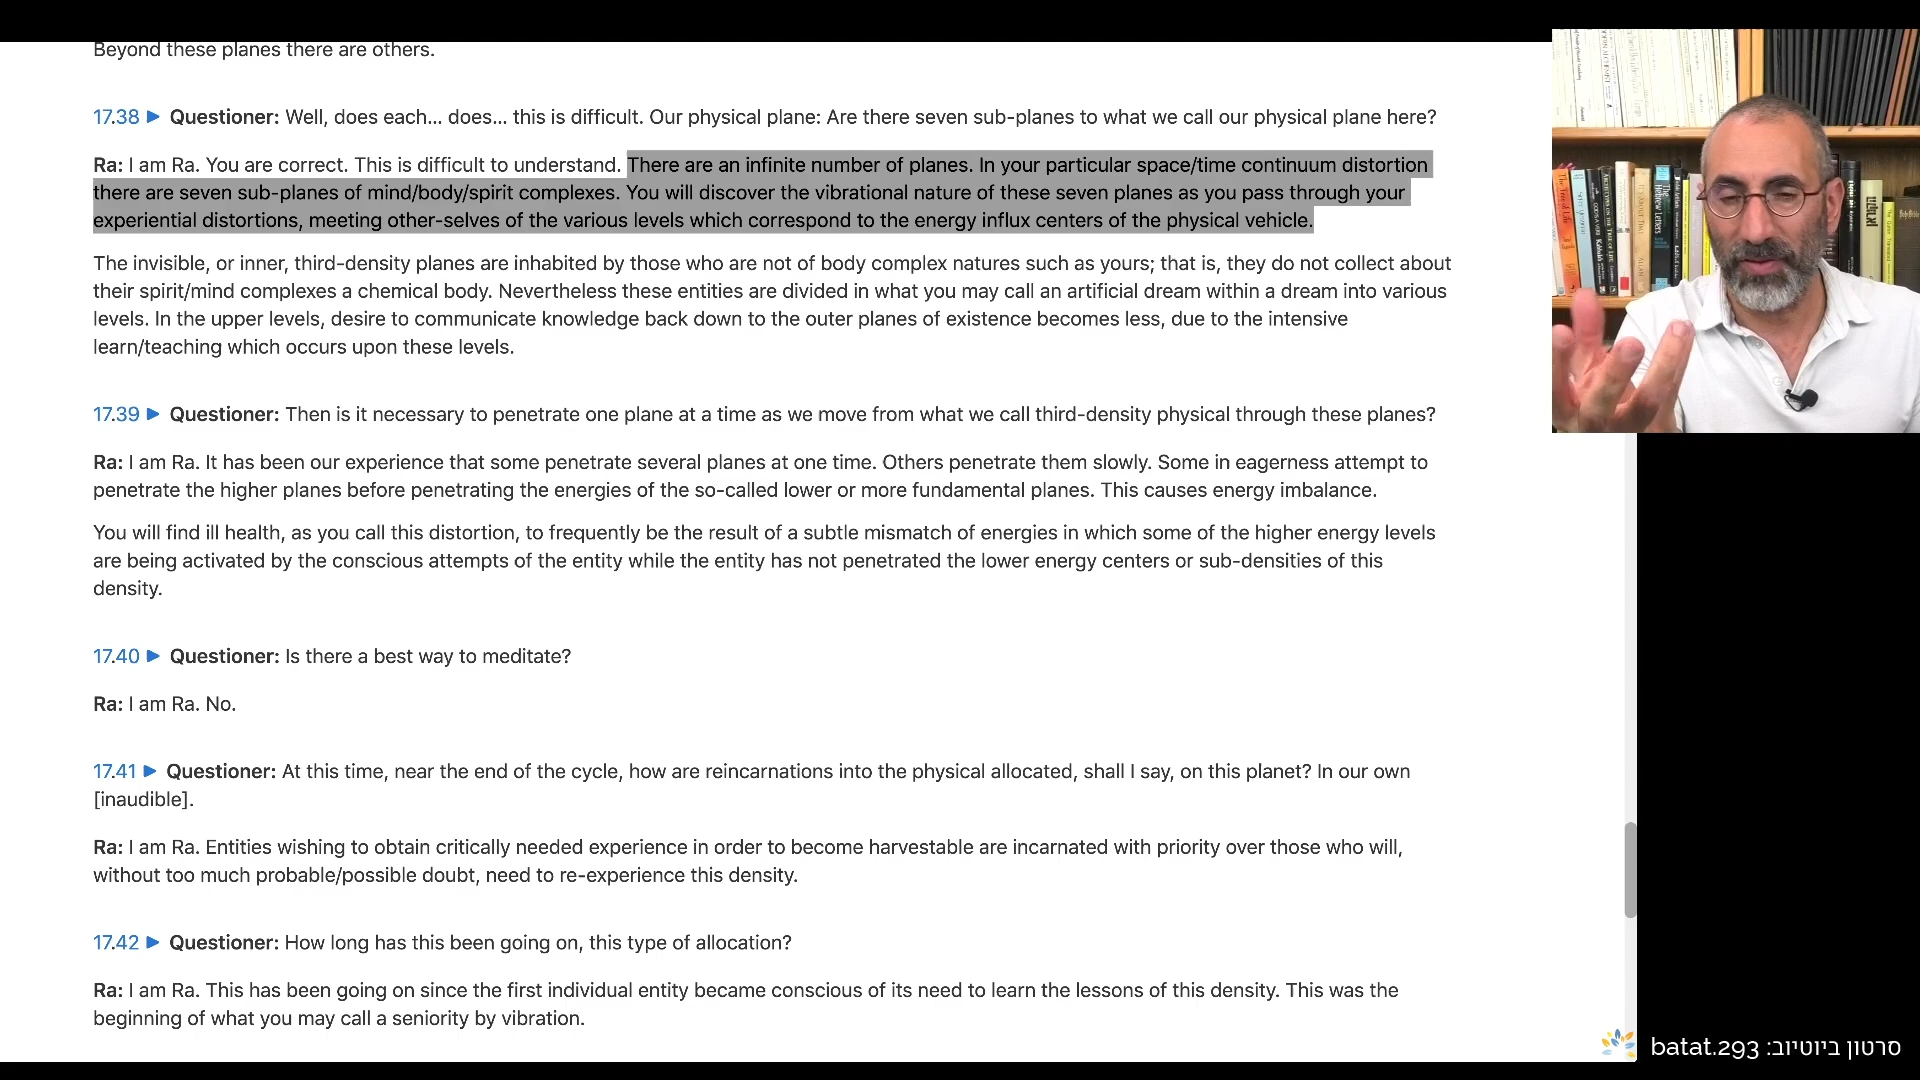 Beyond these planes there are others.
17.38 ▶ Questioner: Well, does each... does... this is difficult. Our physical plane: Are there seven sub-planes to what we call our physical plane here?
Ra: I am Ra. You are correct. This is difficult to understand. There are an infinite number of planes. In your particular space/time continuum distortion
there are seven sub-planes of mind/body/spirit complexes. You will discover the vibrational nature of these seven planes as you pass through your
experiential distortions, meeting other-selves of the various levels which correspond to the energy influx centers of the physical vehicle.
The invisible, or inner, third-density planes are inhabited by those who are not of body complex natures such as yours; that is, they do not collect about
their spirit/mind complexes a chemical body. Nevertheless these entities are divided in what you may call an artificial dream within a dream into various
levels. In the upper levels, desire to communicate knowledge back down to the outer planes of existence becomes less, due to the intensive
learn/teaching which occurs upon these levels.
17.39 ▶ Questioner: Then is it necessary to penetrate one plane at a time as we move from what we call third-density physical through these planes?
Ra: I am Ra. It has been our experience that some penetrate several planes at one time. Others penetrate them slowly. Some in eagerness attempt to
penetrate the higher planes before penetrating the energies of the so-called lower or more fundamental planes. This causes energy imbalance.
You will find ill health, as you call this distortion, to frequently be the result of a subtle mismatch of energies in which some of the higher energy levels
are being activated by the conscious attempts of the entity while the entity has not penetrated the lower energy centers or sub-densities of this
density.
17.40 ▶ Questioner: Is there a best way to meditate?
Ra: I am Ra. No.
17.41 ▶ Questioner: At this time, near the end of the cycle, how are reincarnations into the physical allocated, shall I say, on this planet? In our own
[inaudible].
Ra: I am Ra. Entities wishing to obtain critically needed experience in order to become harvestable are incarnated with priority over those who will,
without too much probable/possible doubt, need to re-experience this density.
17.42 ▶ Questioner: How long has this been going on, this type of allocation?
Ra: I am Ra. This has been going on since the first individual entity became conscious of its need to learn the lessons of this density. This was the
beginning of what you may call a seniority by vibration.
סרטון ביוטיוב: batat.293